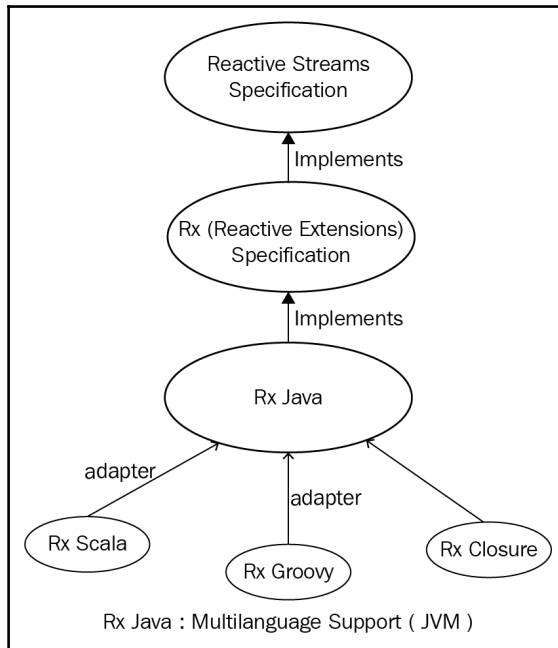 Reactive Streams
Specification
Implements
Rx (Reactive Extensions)
Specification
Implements
Rx Java
adapter
adapter
Rx Scala
Rx Groovy
Rx Closure
Rx Java : Multilanguage Support ( JVM )